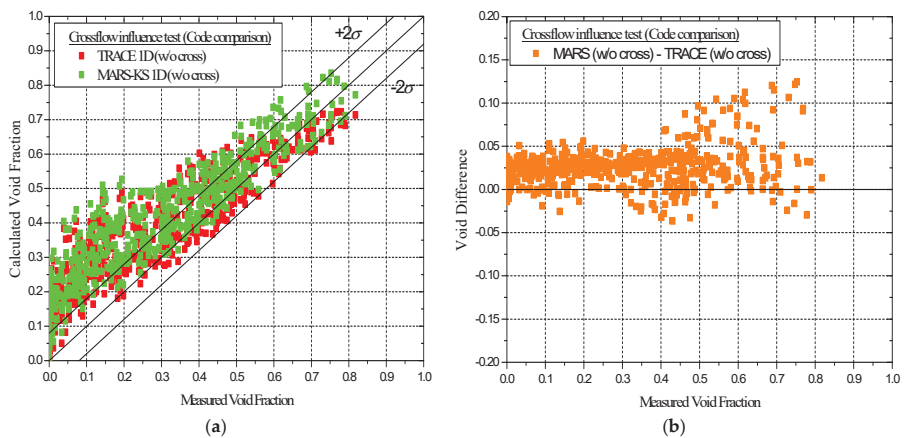 Crossflow influence test (Code comparison)
TRACE 1D (w/o cross)
MARS-KS 1D (w/o cross)
+2σ
-2σ
1.0
0.9
0.8
0.7
0.6
0.5
0.4
0.3
0.2
0.1
0.0
Calculated Void Fraction
0.0 0.1 0.2 0.3 0.4 0.5 0.6 0.7 0.8 0.9 1.0
Measured Void Fraction
(a)
Crossflow influence test (Code comparison)
MARS (w/o cross) - TRACE (w/o cross)
0.20
0.15
0.10
0.05
0.00
-0.05
-0.10
-0.15
-0.20
Void Difference
0.0 0.1 0.2 0.3 0.4 0.5 0.6 0.7 0.8 0.9 1.0
Measured Void Fraction
(b)